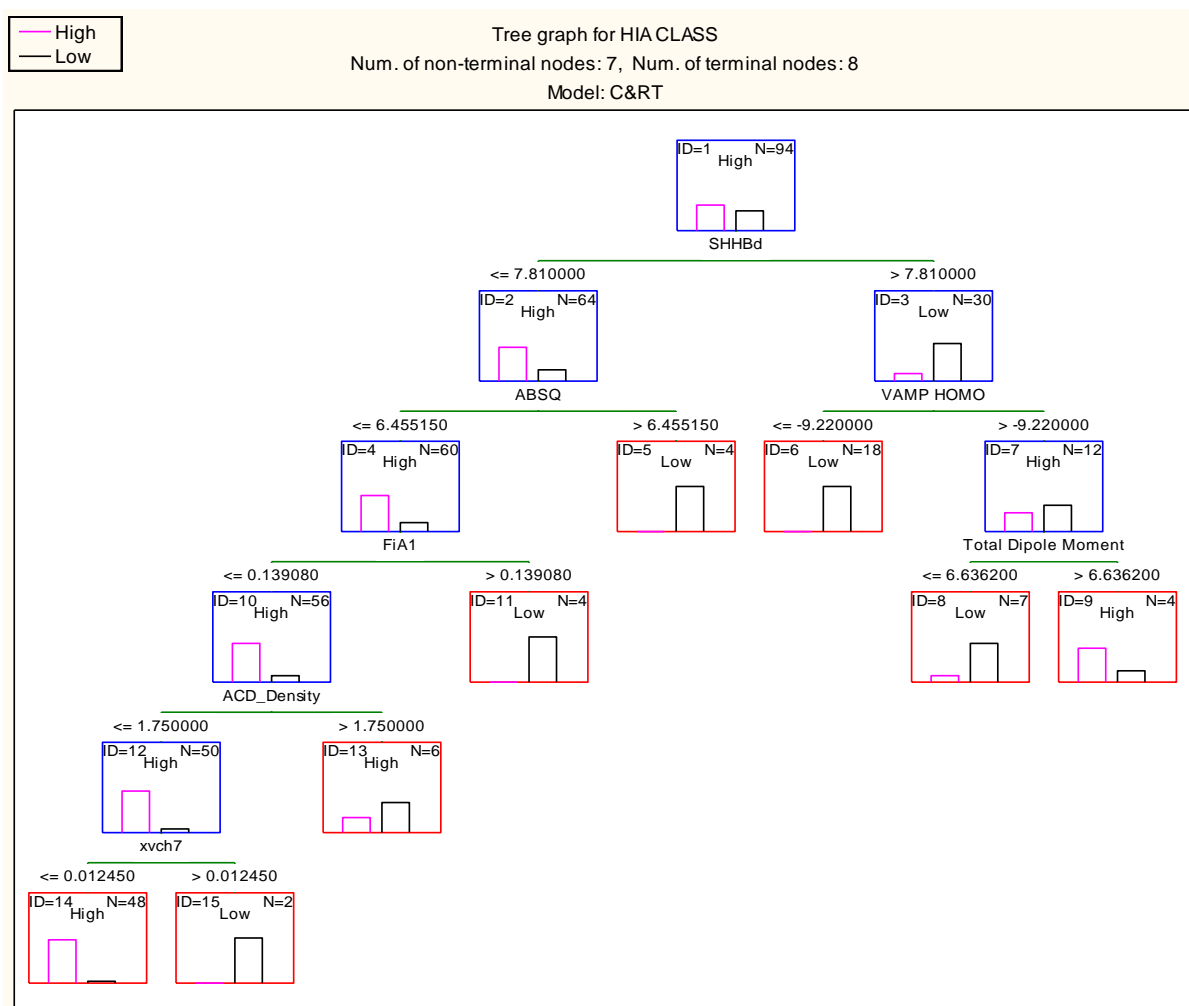 High
Low
Tree graph for HIA CLASS
Num. of non-terminal nodes: 7, Num. of terminal nodes: 8
Model: C&RT
ID=1 N=94
High
SHHBd
<= 7.810000 > 7.810000
ID=2 N=64 ID=3 N=30
High Low
ABSQ VAMP HOMO
<= 6.455150 > 6.455150 <= -9.220000 > -9.220000
ID=4 N=60 ID=5 N=4 ID=6 N=18 ID=7 N=12
High Low Low High
FiA1 Total Dipole Moment
<= 0.139080 > 0.139080 <= 6.636200 > 6.636200
ID=10 N=56 ID=11 N=4 ID=8 N=7 ID=9 N=4
High Low Low High
ACD_Density
<= 1.750000 > 1.750000
ID=12 N=50 ID=13 N=6
High High
xvch7
<= 0.012450 > 0.012450
ID=14 N=48 ID=15 N=2
High Low